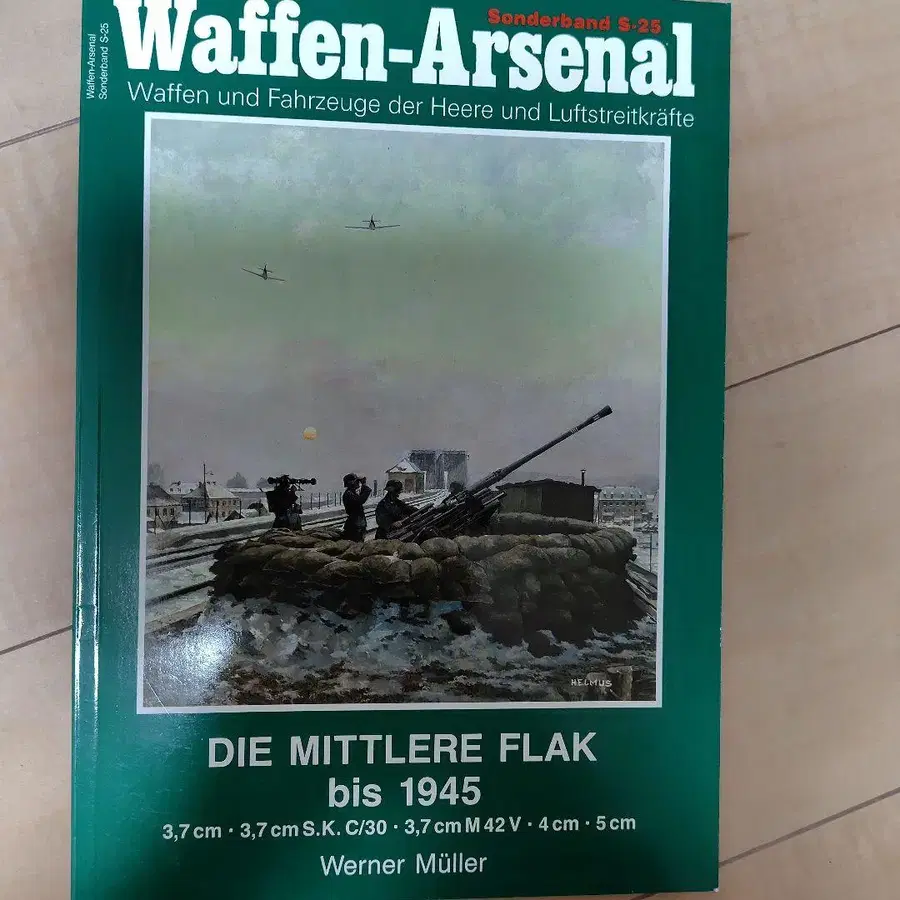 Waffen-Arsenal
Sonderband S-25
Sonderband S-25
Waffen-Arsenal
Waffen und Fahrzeuge der Heere und Luftstreitkräfte
HELMUS
DIE MITTLERE FLAK
bis 1945
3,7 cm · 3,7 cm S.K. C/30 · 3,7 cm M 42 V · 4 cm · 5 cm
Werner Müller